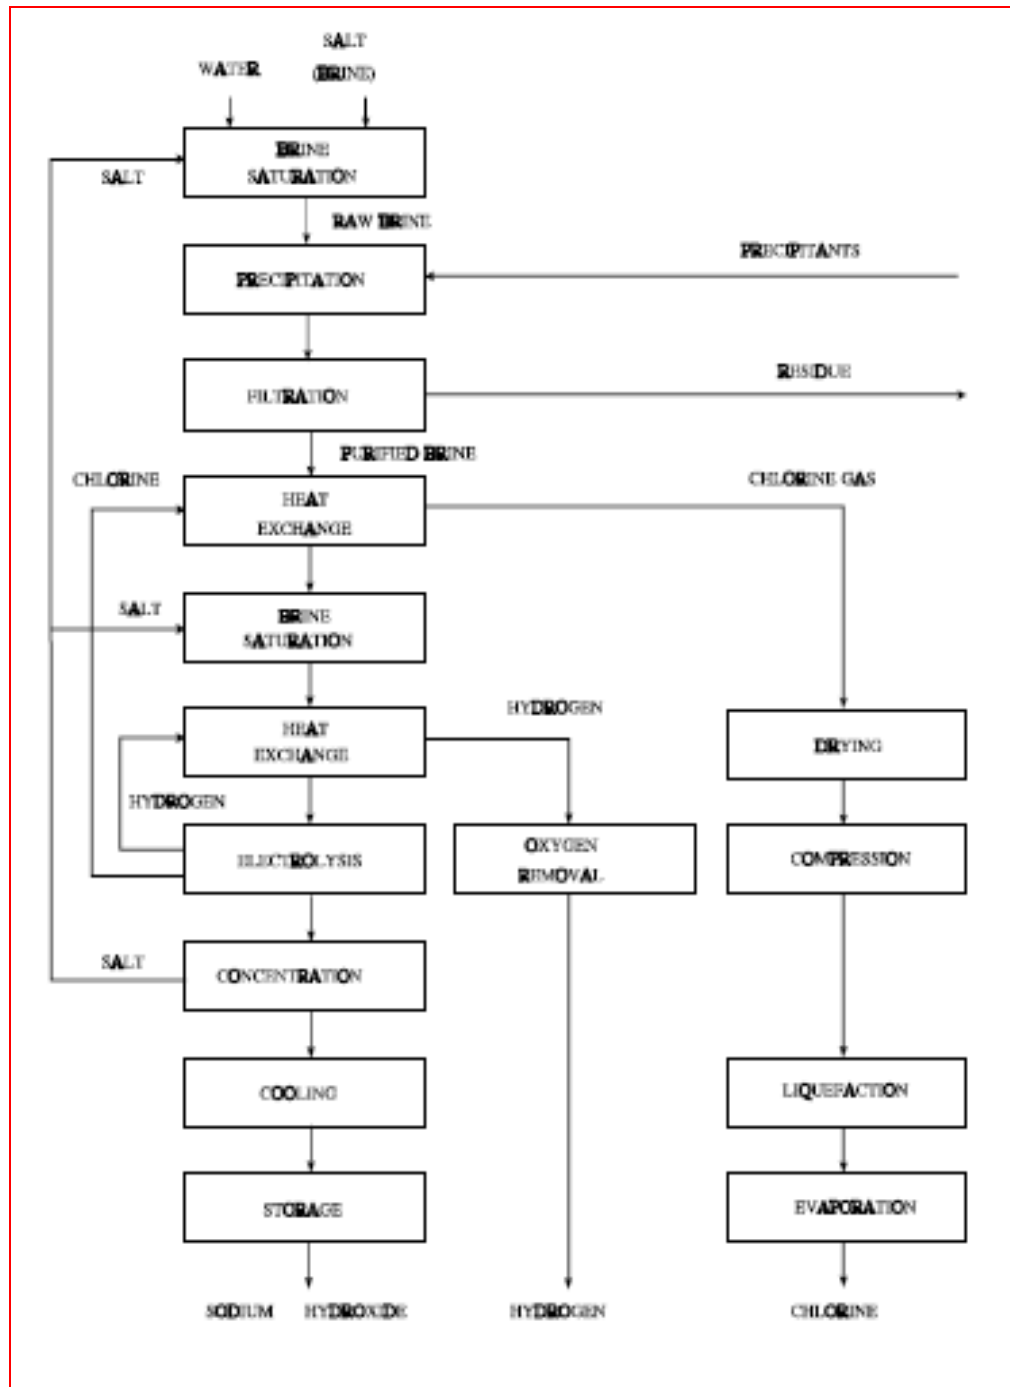 SALT
WATER
(BRINE)
BRINE
SATURATION
SALT
RAW BRINE
PRECIPITANTS
PRECIPITATION
RESIDUE
FILTRATION
PURIFIED BRINE
CHLORINE
CHLORINE GAS
HEAT
EXCHANGE
SALT
BRINE
SATURATION
HYDROGEN
HEAT
EXCHANGE
DRYING
HYDROGEN
ELECTROLYSIS
OXYGEN
REMOVAL
COMPRESSION
SALT
CONCENTRATION
COOLING
LIQUEFACTION
STORAGE
EVAPORATION
SODIUM HYDROXIDE
HYDROGEN
CHLORINE